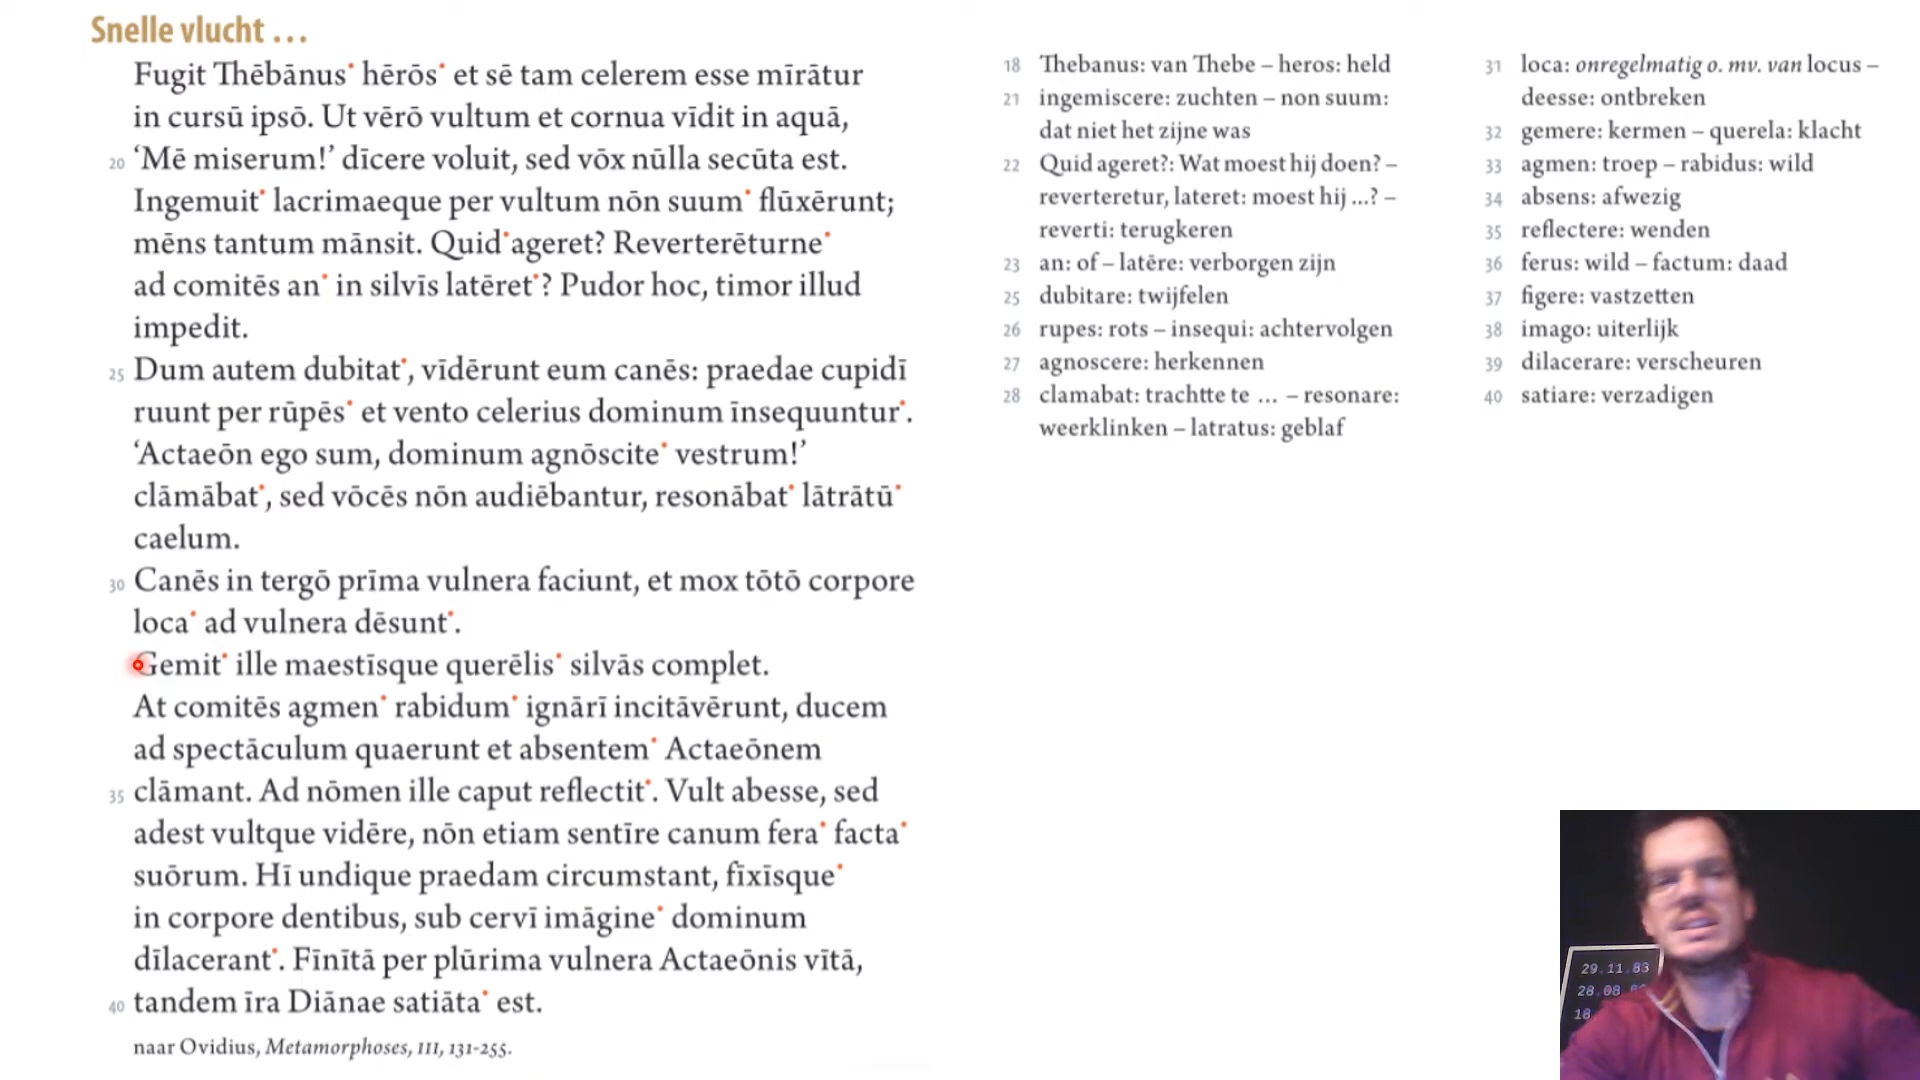 Snelle vlucht …
Fugit Thēbānus* hērōs* et sē tam celerem esse mīrātur
in cursū ipsō. Ut vērō vultum et cornua vīdit in aquā,
20 ‘Mē miserum!’ dīcere voluit, sed vōx nūlla secūta est.
Ingemuit* lacrimaeque per vultum nōn suum* flūxērunt;
mēns tantum mānsit. Quid*ageret? Reverterēturne*
ad comitēs an* in silvīs latēret*? Pudor hoc, timor illud
impedit.
25 Dum autem dubitat*, vīdērunt eum canēs: praedae cupidī
ruunt per rūpēs* et vento celerius dominum īnsequuntur*.
‘Actaeōn ego sum, dominum agnōscite* vestrum!’
clāmābat*, sed vōcēs nōn audiēbantur, resonābat* lātrātū*
caelum.
30 Canēs in tergō prīma vulnera faciunt, et mox tōtō corpore
loca* ad vulnera dēsunt*.
Gemit* ille maestīsque querēlis* silvās complet.
At comitēs agmen* rabidum* ignārī incitāvērunt, ducem
ad spectāculum quaerunt et absentem* Actaeōnem
35 clāmant. Ad nōmen ille caput reflectit*. Vult abesse, sed
adest vultque vidēre, nōn etiam sentīre canum fera* facta*
suōrum. Hī undique praedam circumstant, fīxīsque*
in corpore dentibus, sub cervī imāgine* dominum
dīlacerant*. Fīnītā per plūrima vulnera Actaeōnis vītā,
40 tandem īra Diānae satiāta* est.
naar Ovidius, Metamorphoses, III, 131-255.
18 Thebanus: van Thebe – heros: held
21 ingemiscere: zuchten – non suum:
dat niet het zijne was
22 Quid ageret?: Wat moest hij doen? –
reverteretur, lateret: moest hij ...? –
reverti: terugkeren
23 an: of – latēre: verborgen zijn
25 dubitare: twijfelen
26 rupes: rots – insequi: achtervolgen
27 agnoscere: herkennen
28 clamabat: trachtte te … – resonare:
weerklinken – latratus: geblaf
31 loca: onregelmatig o. mv. van locus –
deesse: ontbreken
32 gemere: kermen – querela: klacht
33 agmen: troep – rabidus: wild
34 absens: afwezig
35 reflectere: wenden
36 ferus: wild – factum: daad
37 figere: vastzetten
38 imago: uiterlijk
39 dilacerare: verscheuren
40 satiare: verzadigen
29.11.83
28.08
18